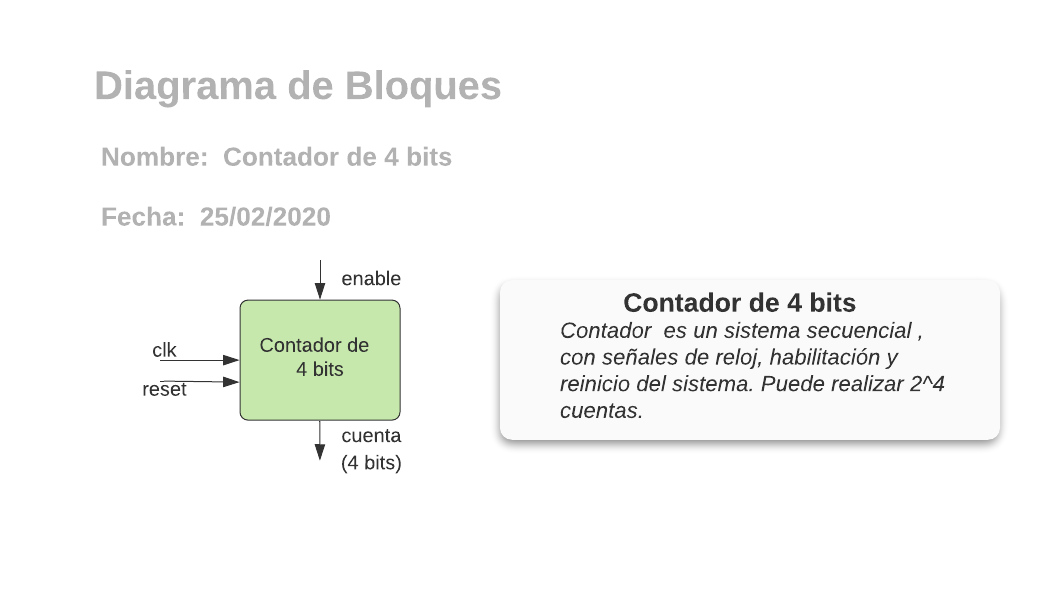 Diagrama de Bloques
Nombre:  Contador de 4 bits
Fecha:  25/02/2020
enable
Contador de
4 bits
clk
reset
cuenta
(4 bits)
Contador de 4 bits
Contador  es un sistema secuencial ,
con señales de reloj, habilitación y
reinicio del sistema. Puede realizar 2^4
cuentas.